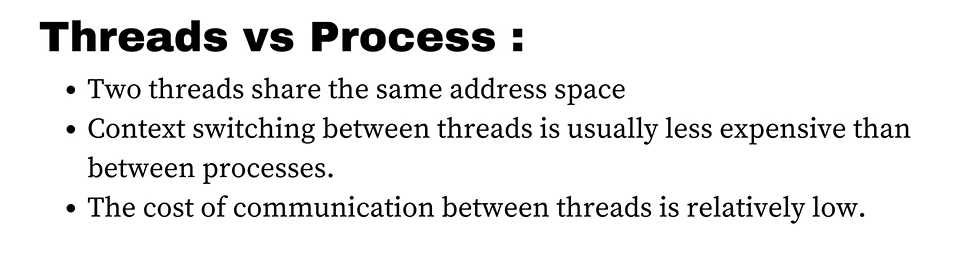 Threads vs Process :
• Two threads share the same address space
• Context switching between threads is usually less expensive than
between processes.
• The cost of communication between threads is relatively low.